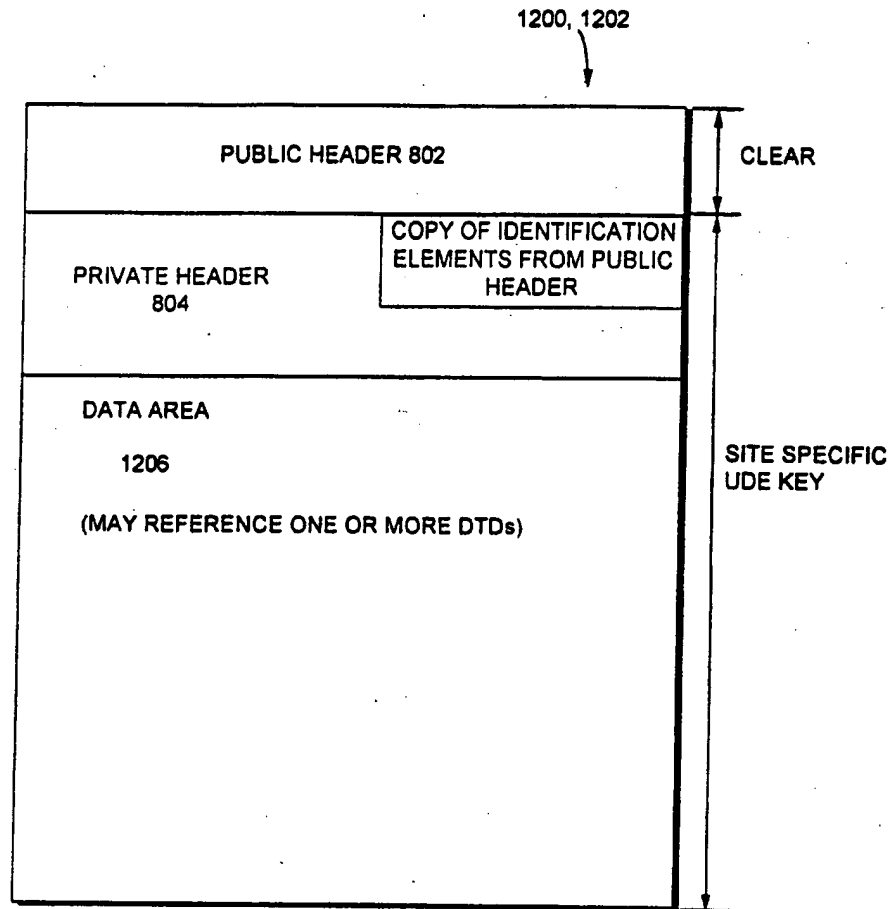 1200, 1202
PUBLIC HEADER 802
CLEAR
COPY OF IDENTIFICATION
ELEMENTS FROM PUBLIC
HEADER
PRIVATE HEADER
804
DATA AREA
1206
(MAY REFERENCE ONE OR MORE DTDs)
SITE SPECIFIC
UDE KEY